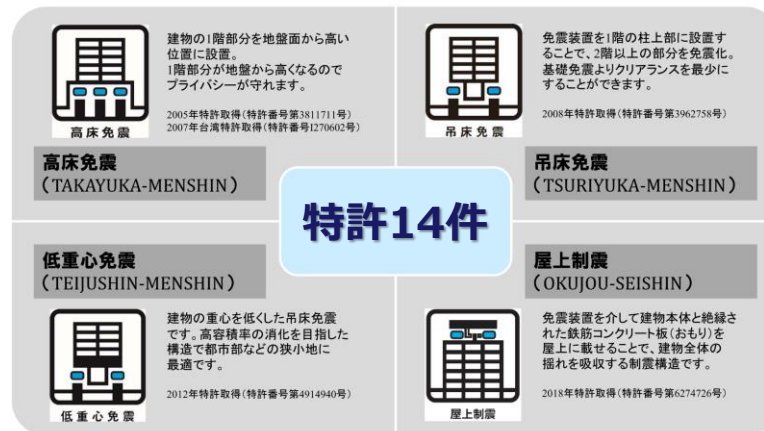 建物の1階部分を地盤面から高い
位置に設置。
1階部分が地盤から高くなるので
プライバシーが守れます。
2005年特許取得(特許番号第3811711号)
2007年台湾特許取得(特許番号I270602号)
高床免震
高床免震
(TAKAYUKA-MENSHIN)
免震装置を1階の柱上部に設置す
ることで、2階以上の部分を免震化。
基礎免震よりクリアランスを最少に
することができます。
2008年特許取得(特許番号第3962758号)
吊床免震
吊床免震
(TSURIYUKA-MENSHIN)
特許14件
低重心免震
(TEIJUSHIN-MENSHIN)
建物の重心を低くした吊床免震
です。高容積率の消化を目指した
構造で都市部などの狭小地に
最適です。
2012年特許取得(特許番号第4914940号)
低重心免震
屋上制震
(OKUJOU-SEISHIN)
免震装置を介して建物本体と絶縁さ
れた鉄筋コンクリート板(おもり)を
屋上に載せることで、建物全体の
揺れを吸収する制震構造です。
2018年特許取得(特許番号第6274726号)
屋上制震